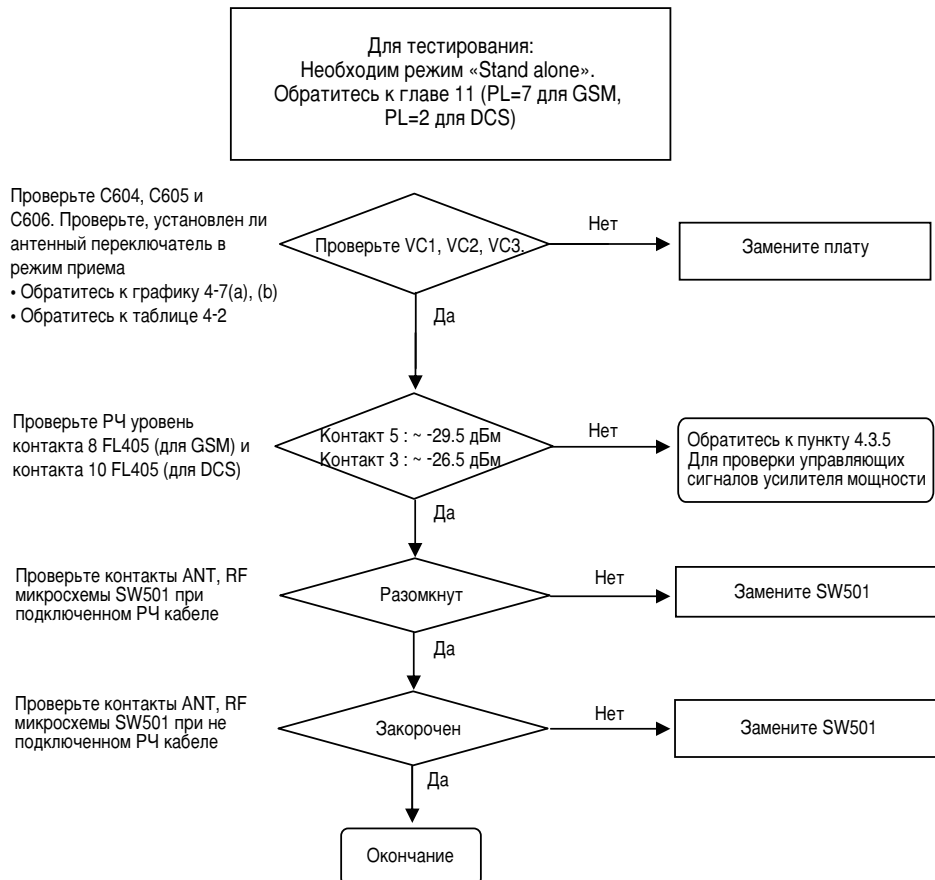 Для тестирования:
Необходим режим «Stand alone».
Обратитесь к главе 11 (PL=7 для GSM,
PL=2 для DCS)
Проверьте C604, C605 и
C606. Проверьте, установлен ли
антенный переключатель в
режим приема
• Обратитесь к графику 4-7(a), (b)
• Обратитесь к таблице 4-2
Проверьте VC1, VC2, VC3.
Нет
Замените плату
Да
Проверьте РЧ уровень
контакта 8 FL405 (для GSM) и
контакта 10 FL405 (для DCS)
Контакт 5 : ~ -29.5 дБм
Контакт 3 : ~ -26.5 дБм
Нет
Обратитесь к пункту 4.3.5
Для проверки управляющих
сигналов усилителя мощности
Да
Проверьте контакты ANT, RF
микросхемы SW501 при
подключенном РЧ кабеле
Разомкнут
Нет
Замените SW501
Да
Проверьте контакты ANT, RF
микросхемы SW501 при не
подключенном РЧ кабеле
Закорочен
Нет
Замените SW501
Да
Окончание